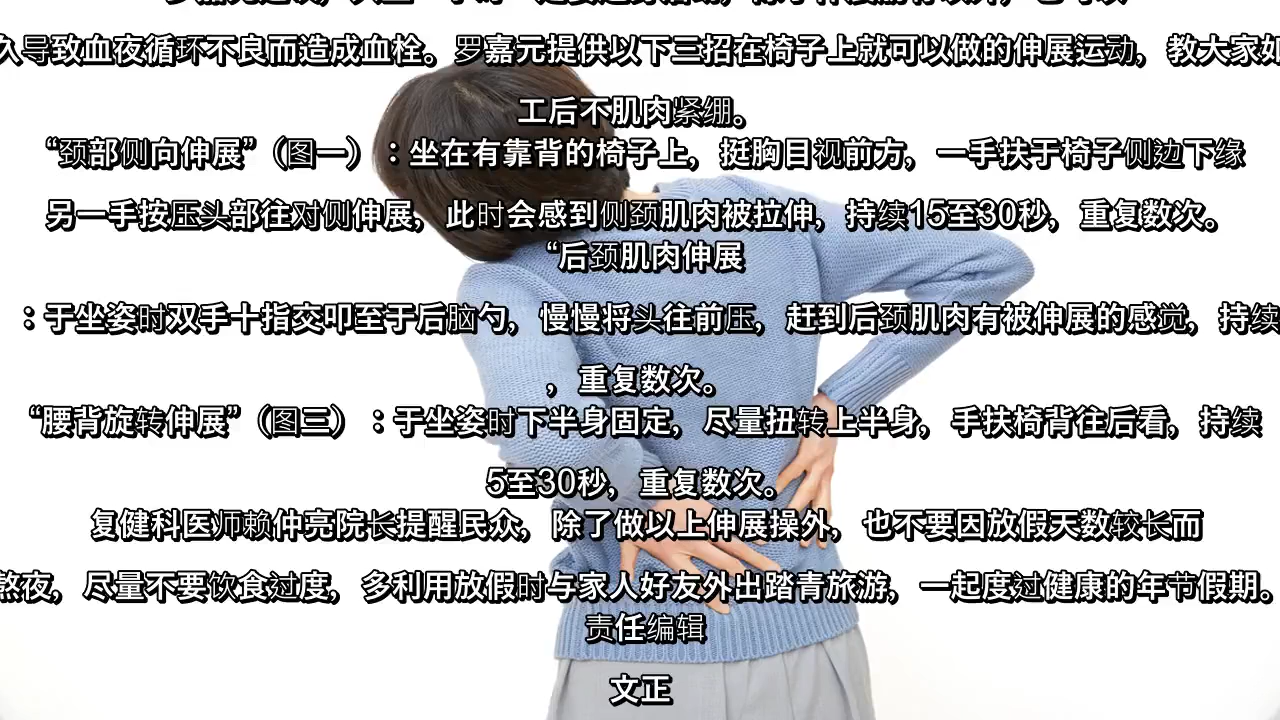 久导致血夜循环不良而造成血栓。罗嘉元提供以下三招在椅子上就可以做的伸展运动，教大家如
工后不肌肉紧绷。
“颈部侧向伸展”（图一）：坐在有靠背的椅子上，挺胸目视前方，一手扶于椅子侧边下缘
另一手按压头部往对侧伸展，此时会感到侧颈肌肉被拉伸，持续15至30秒，重复数次。
“后颈肌肉伸展
：于坐姿时双手十指交叩至于后脑勺，慢慢将头往前压，赶到后颈肌肉有被伸展的感觉，持续
，重复数次。
“腰背旋转伸展”（图三）：于坐姿时下半身固定，尽量扭转上半身，手扶椅背往后看，持续
5至30秒，重复数次。
复健科医师赖仲亮院长提醒民众，除了做以上伸展操外，也不要因放假天数较长而
熬夜，尽量不要饮食过度，多利用放假时与家人好友外出踏青旅游，一起度过健康的年节假期。
责任编辑
文正